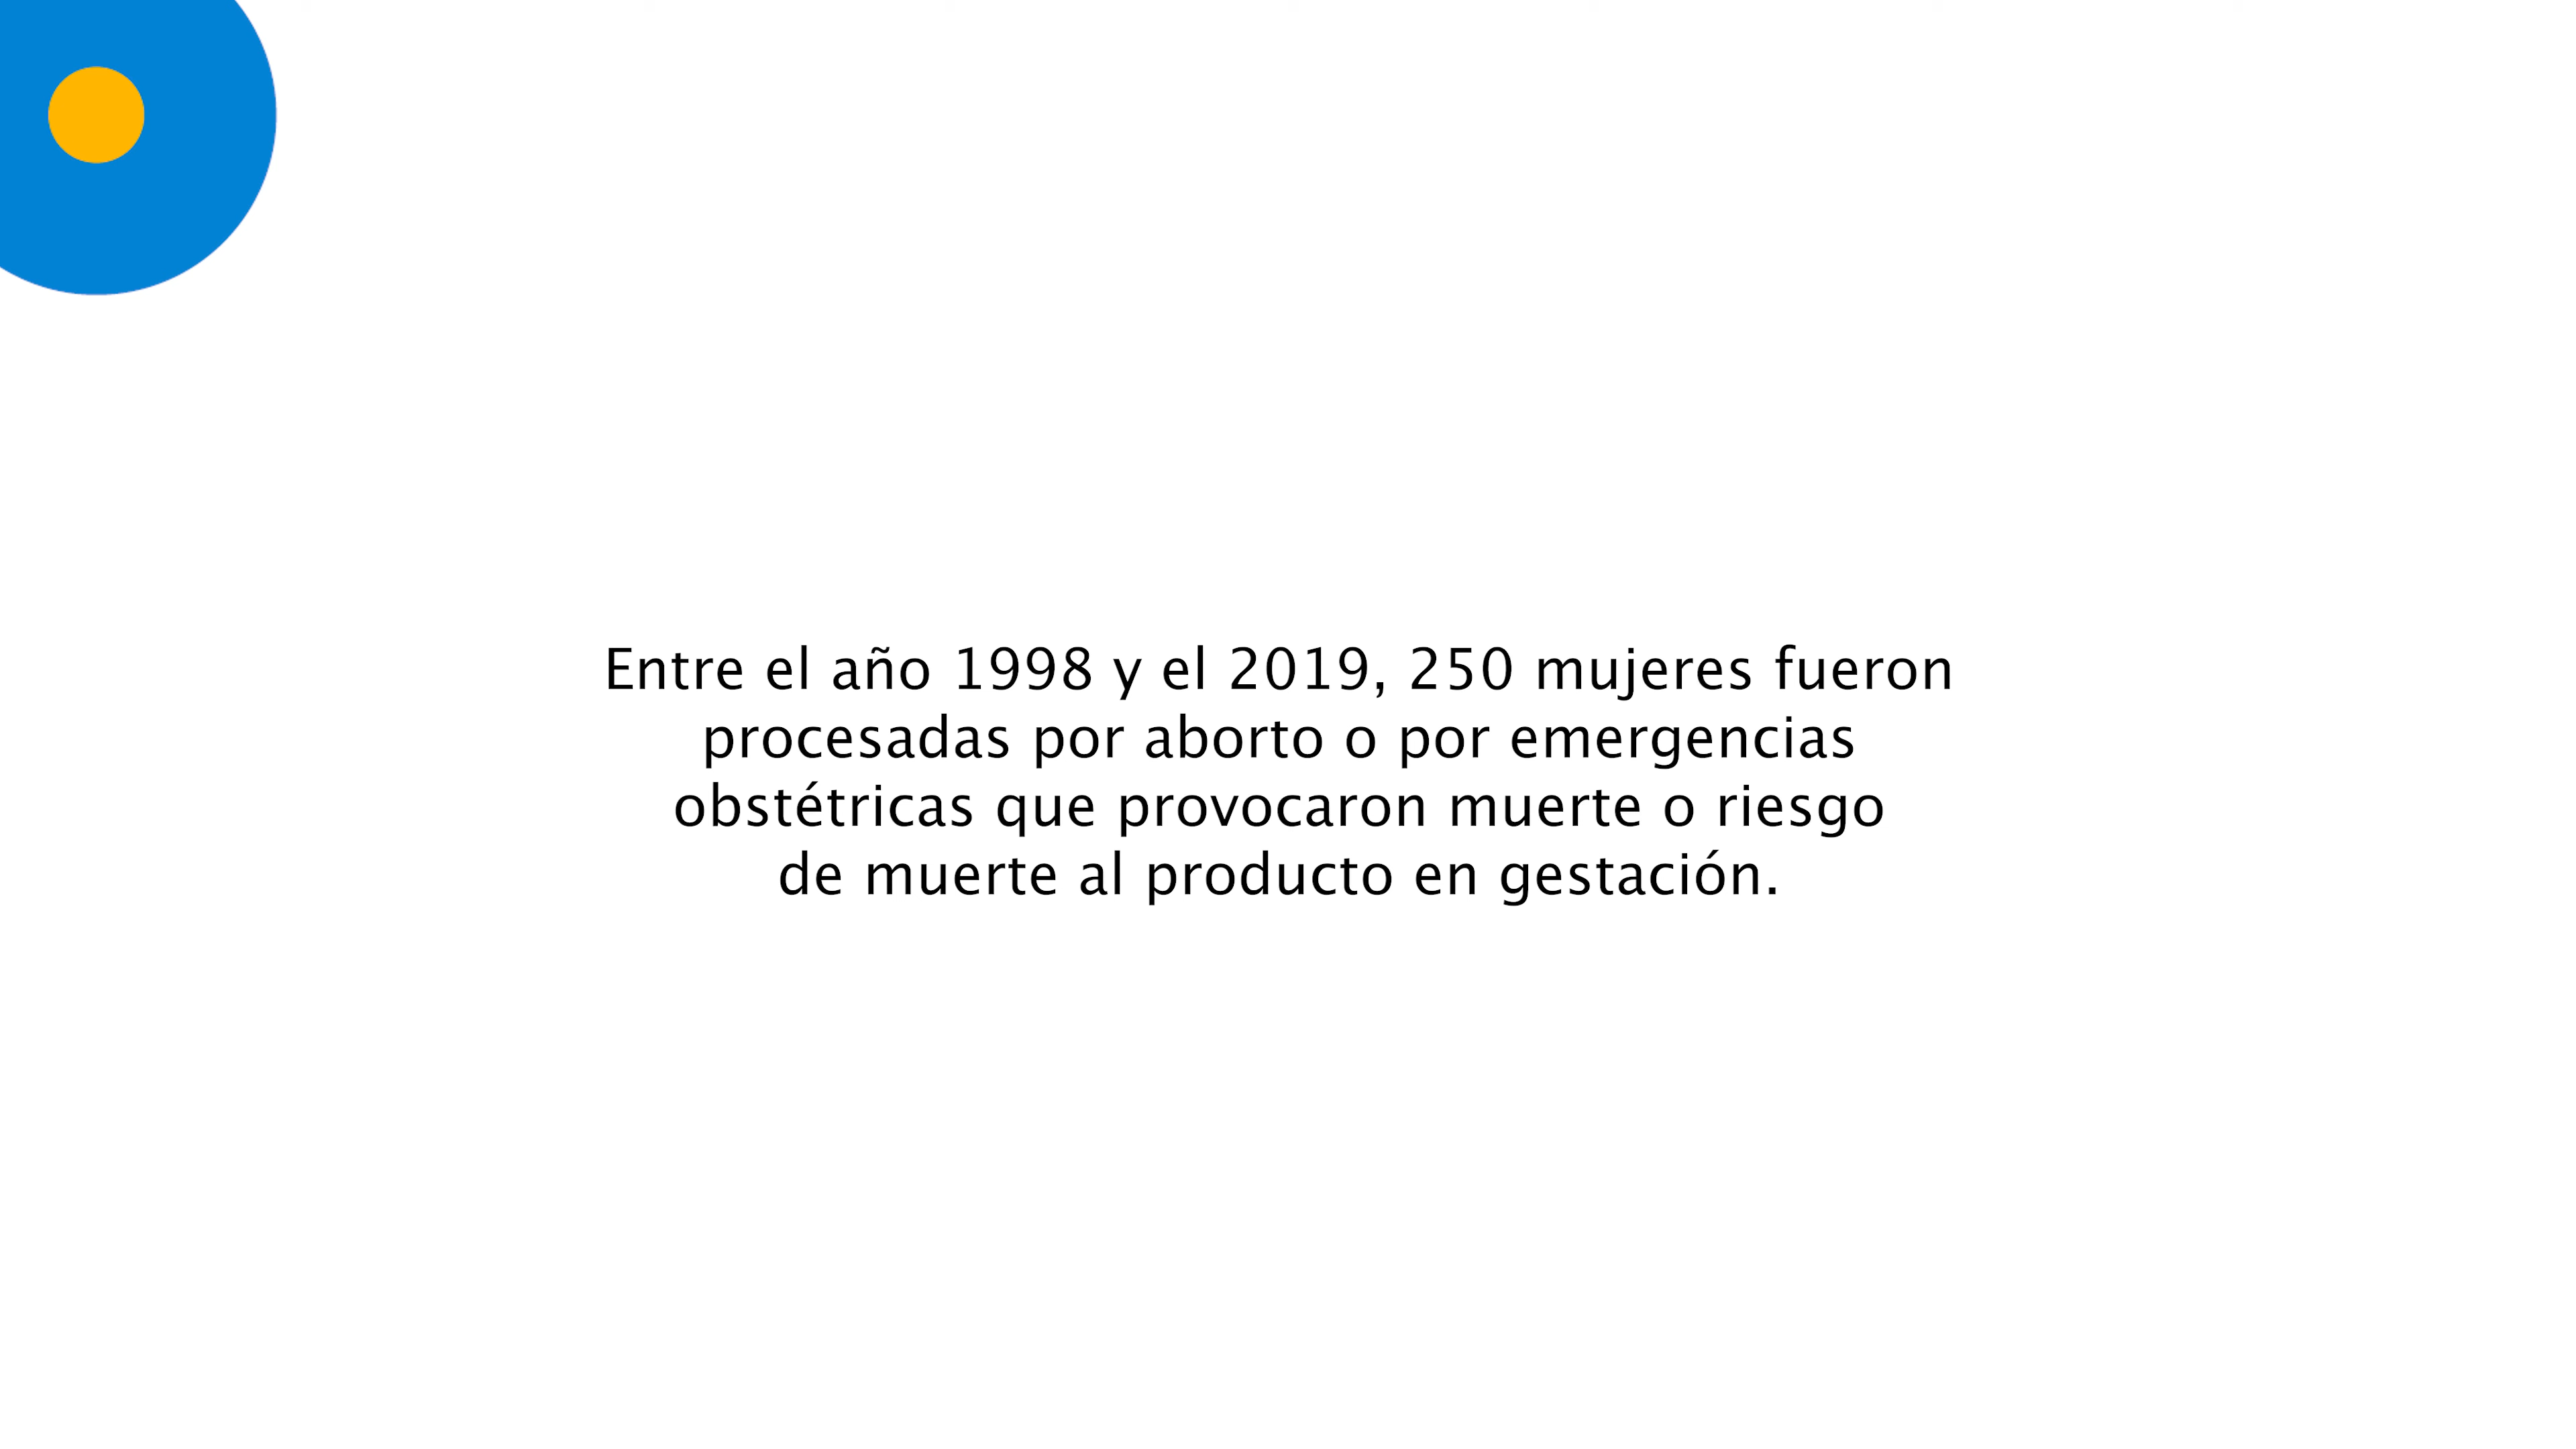 Entre el año 1998 y el 2019, 250 mujeres fueron
procesadas por aborto o por emergencias
obstétricas que provocaron muerte o riesgo
de muerte al producto en gestación.